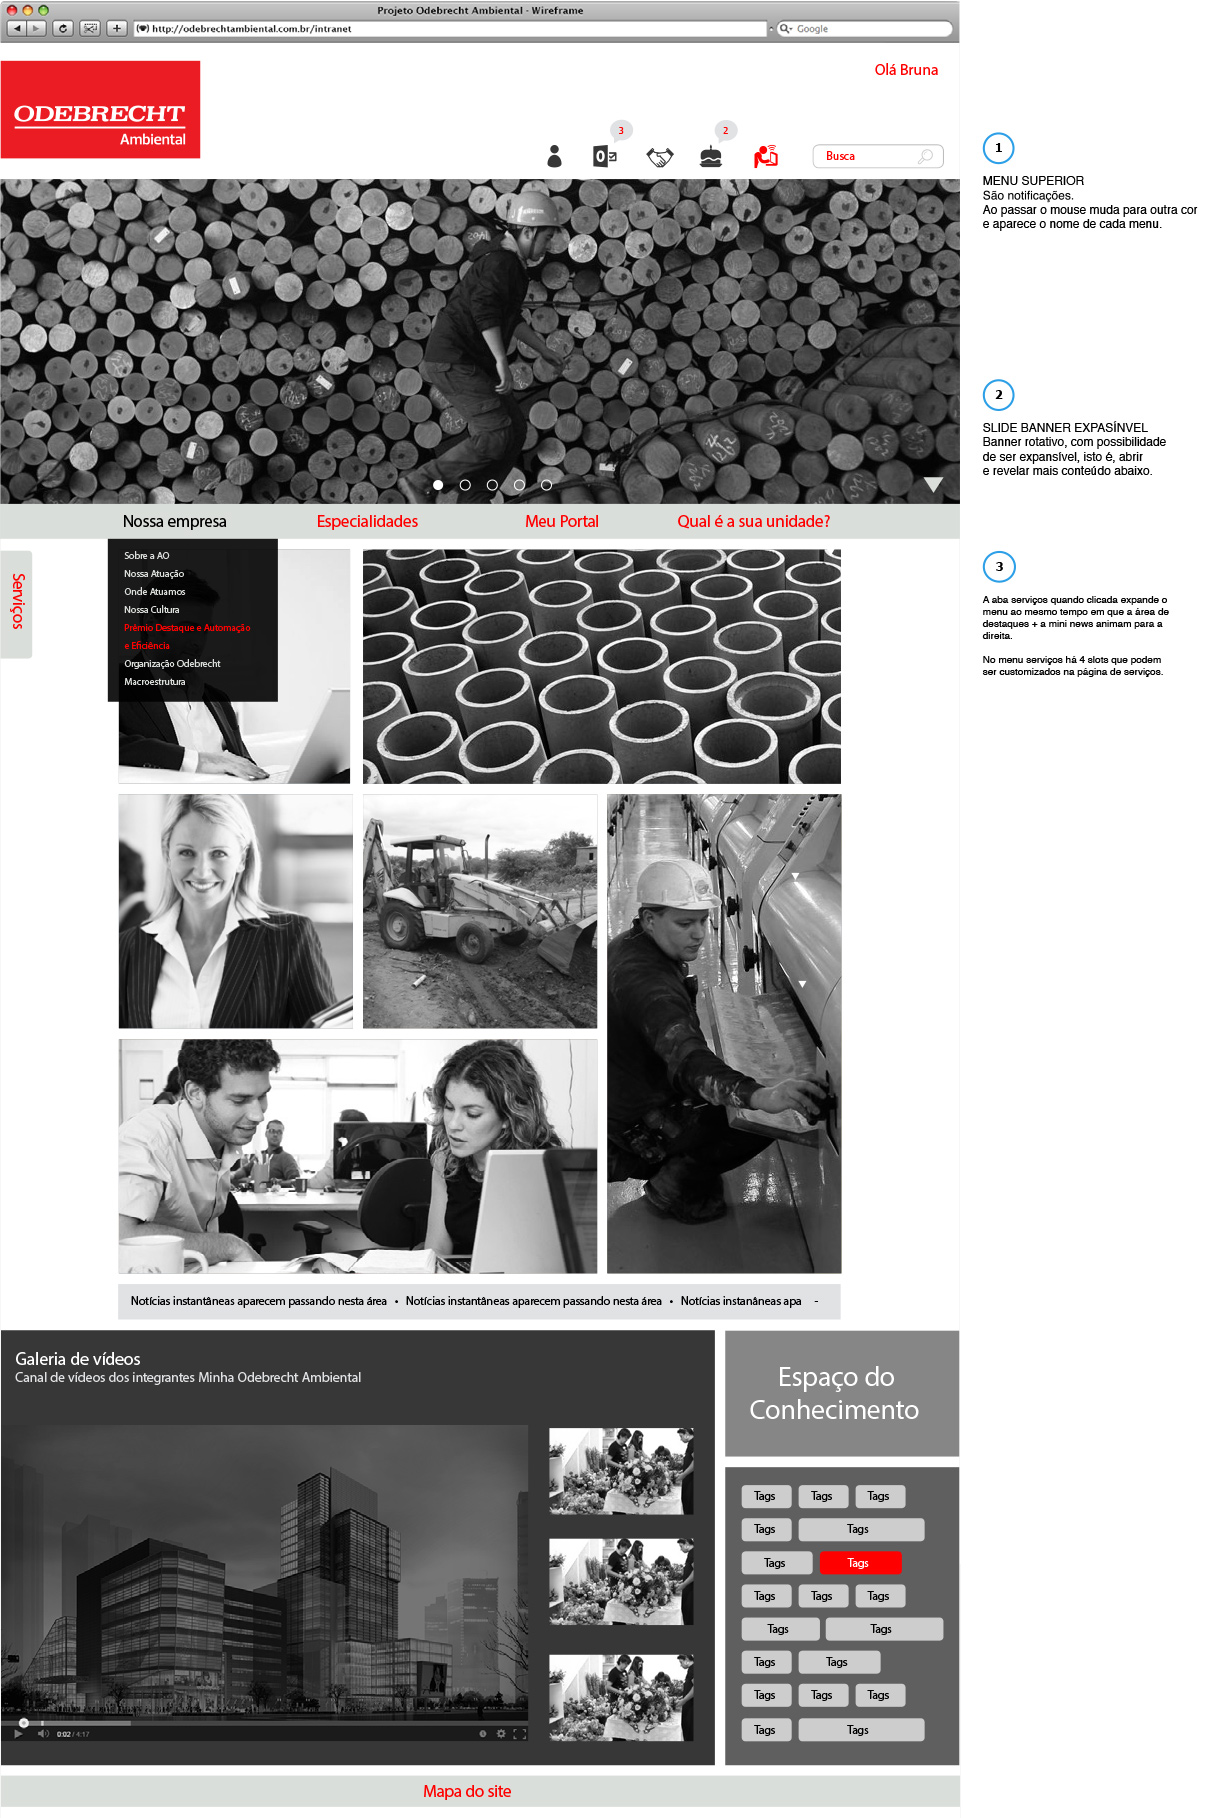 Projeto Odebrecht Ambiental - Wireframe
http://odebrechtambiental.com.br/intranet
Google
ODEBRECHT
Ambiental
Olá Bruna
3
2
Busca
1
MENU SUPERIOR
São notificações.
Ao passar o mouse muda para outra cor
e aparece o nome de cada menu.
2
SLIDE BANNER EXPASÍNVEL
Banner rotativo, com possibilidade
de ser expansível, isto é, abrir
e revelar mais conteúdo abaixo.
Nossa empresa
Especialidades
Meu Portal
Qual é a sua unidade?
Serviços
Sobre a AO
Nossa Atuação
Onde Atuamos
Nossa Cultura
Prêmio Destaque e Automação
e Eficiência
Organização Odebrecht
Macroestrutura
3
A aba serviços quando clicada expande o
menu ao mesmo tempo em que a área de
destaques + a mini news animam para a
direita.
No menu serviços há 4 slots que podem
ser customizados na página de serviços.
Notícias instantâneas aparecem passando nesta área • Notícias instantâneas aparecem passando nesta área • Notícias instanâneas apa -
Galeria de vídeos
Canal de vídeos dos integrantes Minha Odebrecht Ambiental
0:02 / 4:17
Espaço do
Conhecimento
Tags Tags Tags
Tags Tags
Tags Tags
Tags Tags Tags
Tags Tags
Tags Tags
Tags Tags Tags
Tags Tags
Mapa do site